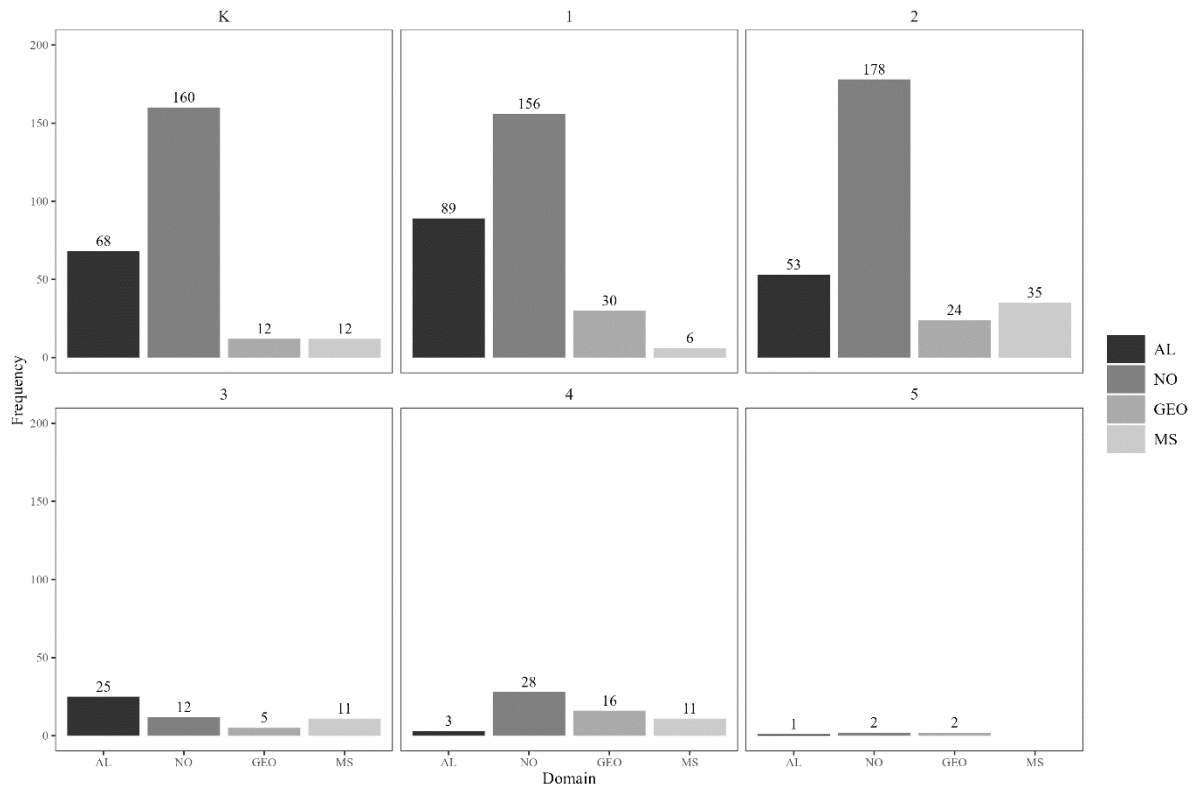 K 1 2
200
150
100
50
0
68 160 12 12
89 156 30 6
53 178 24 35
AL
NO
GEO
MS
Frequency
3 4 5
200
150
100
50
0
25 12 5 11
3 28 16 11
1 2 2
AL NO GEO MS AL NO GEO MS AL NO GEO MS
Domain